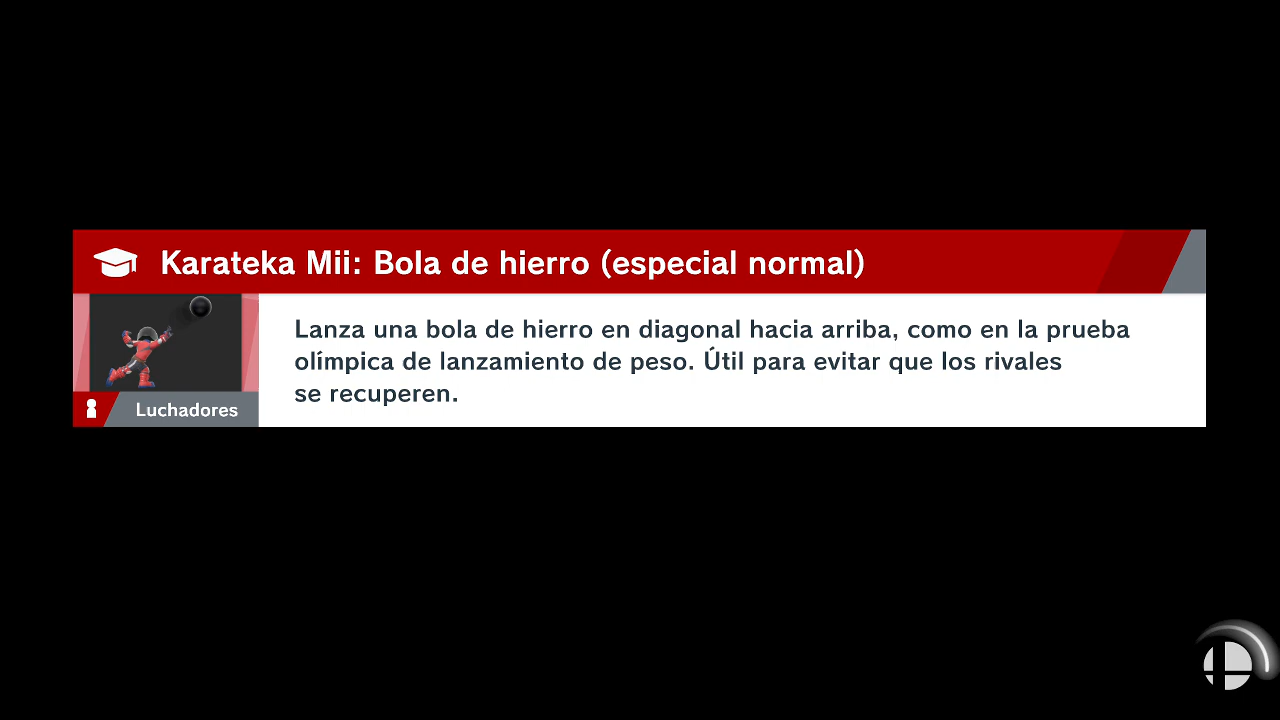 Karateka Mii: Bola de hierro (especial normal)
Lanza una bola de hierro en diagonal hacia arriba, como en la prueba
olímpica de lanzamiento de peso. Útil para evitar que los rivales
se recuperen.
Luchadores